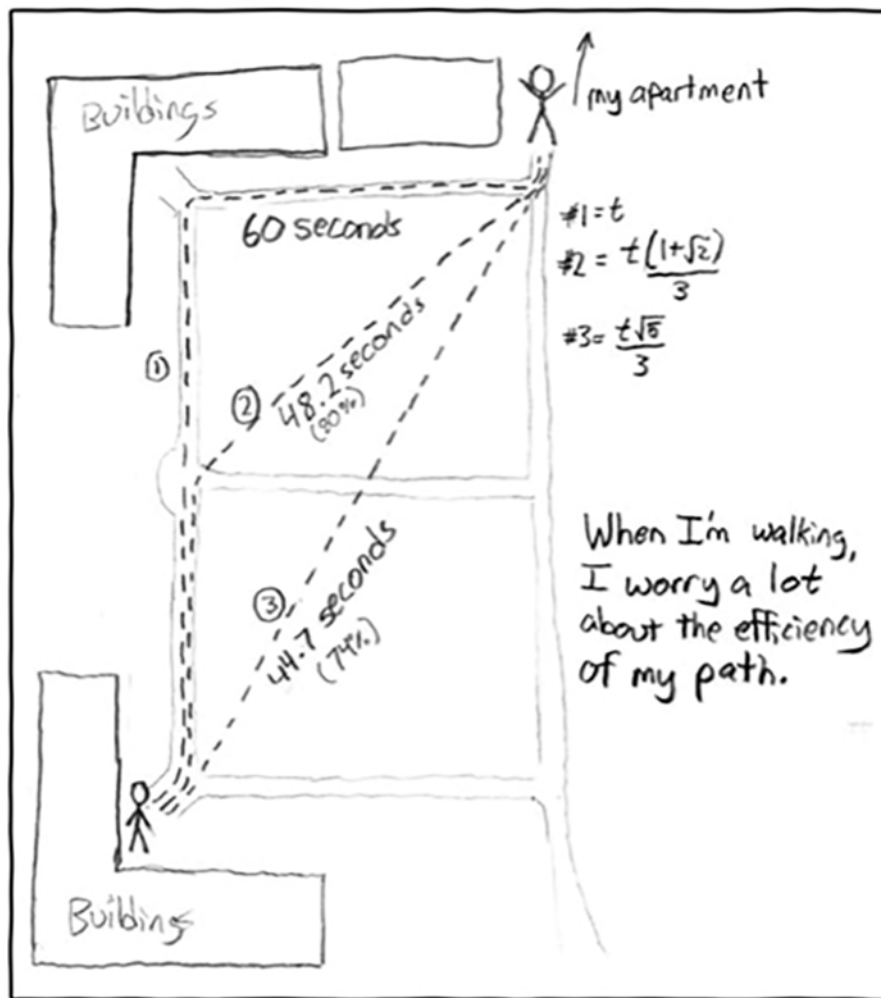 Buildings
my apartment
60 seconds
#1 = t
#2 = t(1+√2)
3
#3 = t√5
3
①
②
48.2 seconds
(80%)
③
44.7 seconds
(74%)
When I'm walking,
I worry a lot
about the efficiency
of my path.
Buildings